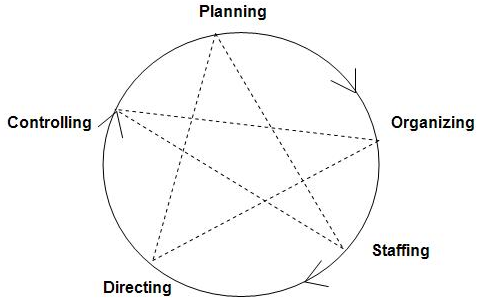 Planning
Controlling
Organizing
Staffing
Directing